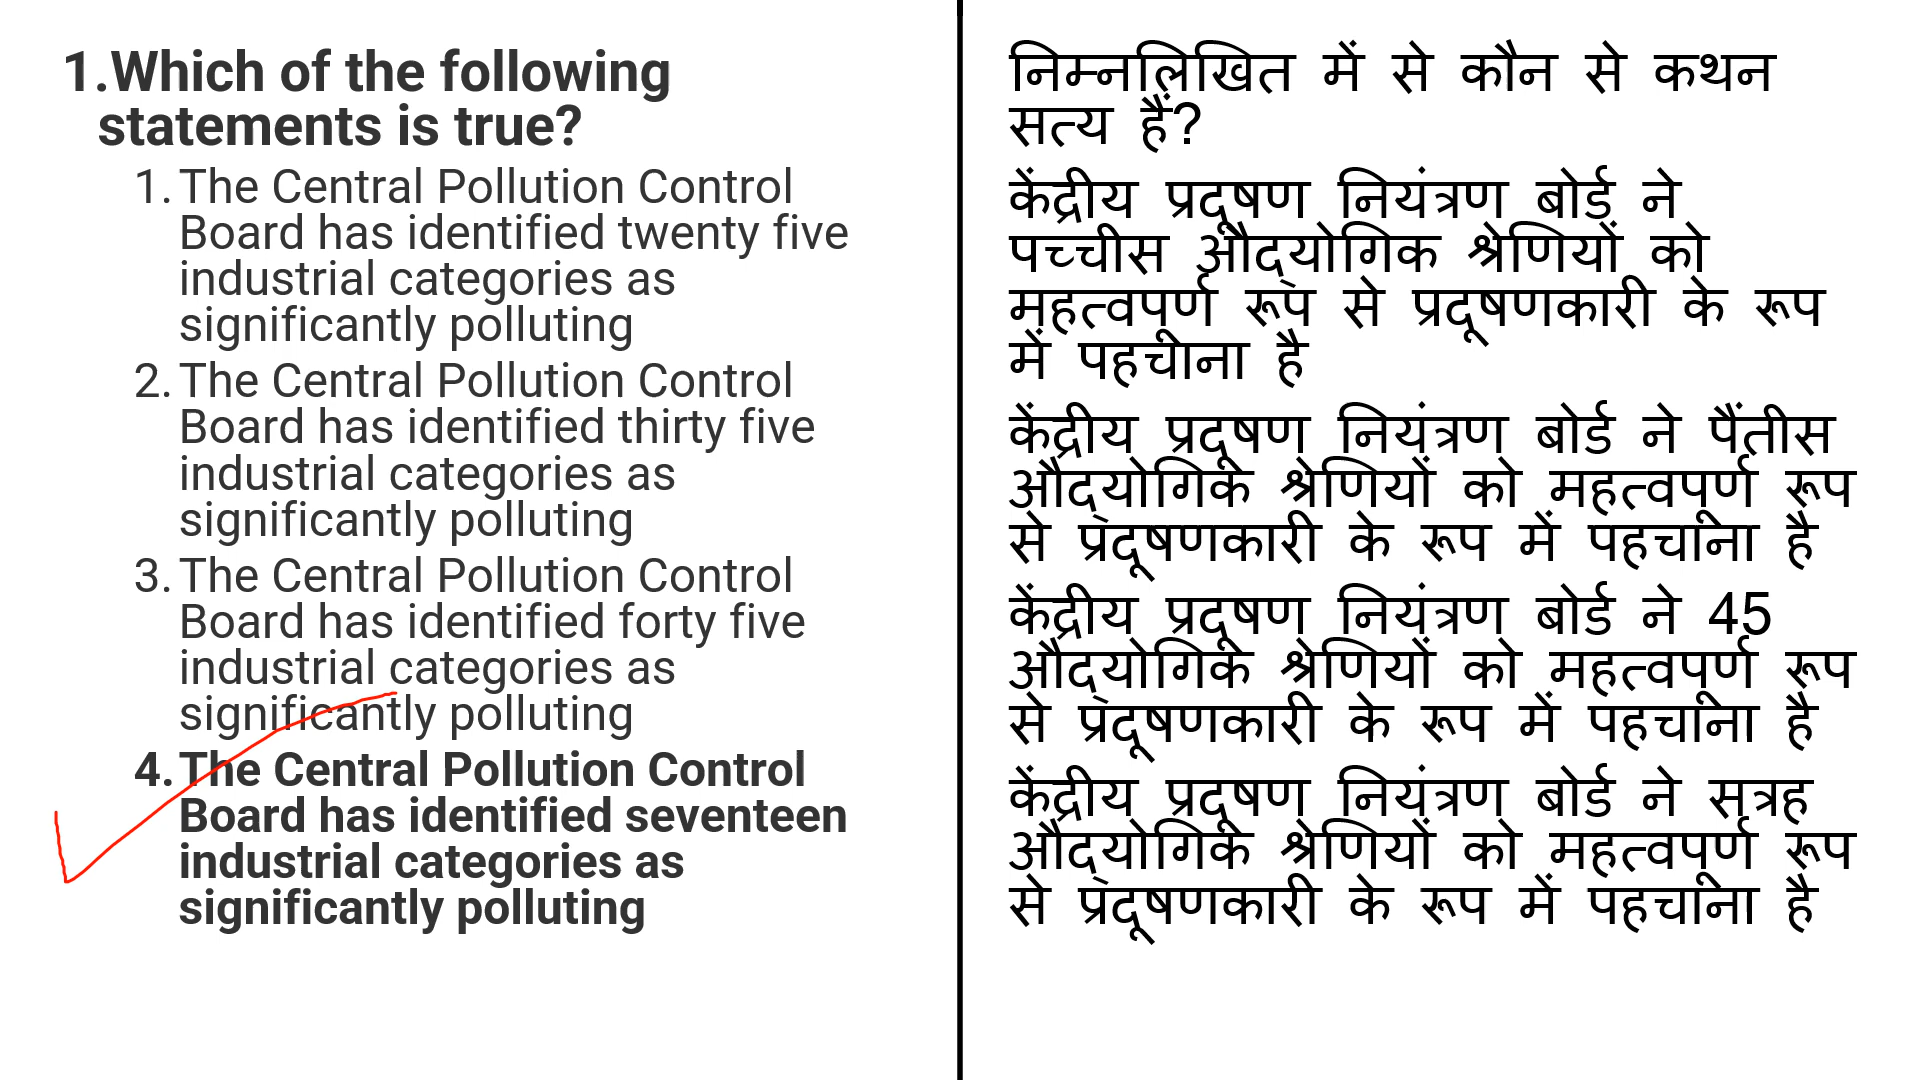 1.Which of the following
statements is true?
1. The Central Pollution Control
Board has identified twenty five
industrial categories as
significantly polluting
2. The Central Pollution Control
Board has identified thirty five
industrial categories as
significantly polluting
3. The Central Pollution Control
Board has identified forty five
industrial categories as
significantly polluting
4. The Central Pollution Control
Board has identified seventeen
industrial categories as
significantly polluting
निम्नलिखित में से कौन से कथन
सत्य हैं?
केंद्रीय प्रदूषण नियंत्रण बोर्ड ने
पच्चीस औद्योगिक श्रेणियों को
महत्वपूर्ण रूप से प्रदूषणकारी के रूप
में पहचाना है
केंद्रीय प्रदूषण नियंत्रण बोर्ड ने पैंतीस
औद्योगिक श्रेणियों को महत्वपूर्ण रूप
से प्रदूषणकारी के रूप में पहचाना है
केंद्रीय प्रदूषण नियंत्रण बोर्ड ने 45
औद्योगिक श्रेणियों को महत्वपूर्ण रूप
से प्रदूषणकारी के रूप में पहचाना है
केंद्रीय प्रदूषण नियंत्रण बोर्ड ने सत्रह
औद्योगिक श्रेणियों को महत्वपूर्ण रूप
से प्रदूषणकारी के रूप में पहचाना है